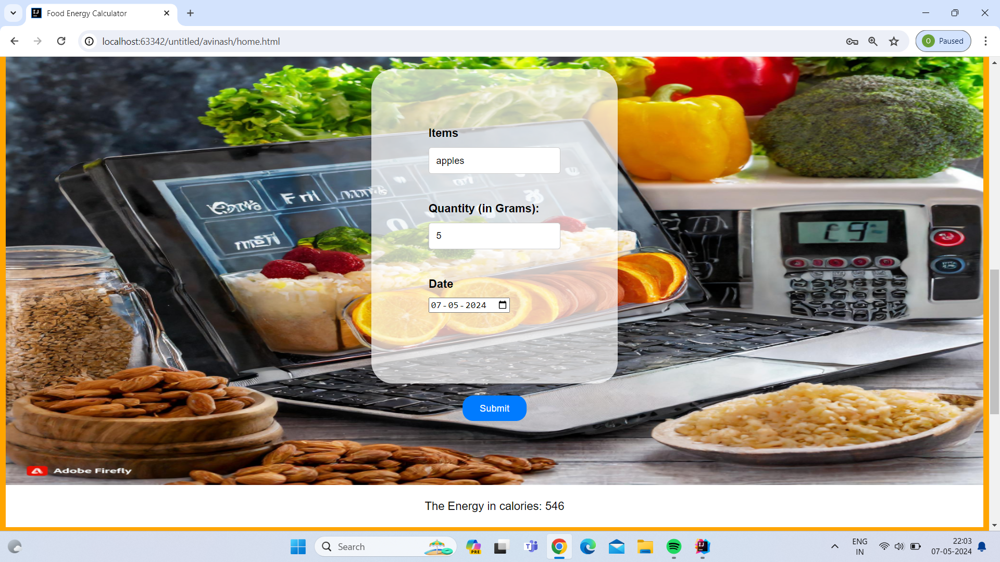 Food Energy Calculator
localhost:63342/untitled/avinash/home.html
O Paused
Items
apples
Quantity (in Grams):
5
Date
07-05-2024
Submit
Adobe Firefly
The Energy in calories: 546
Search
PRE
ENG
IN
22:03
07-05-2024